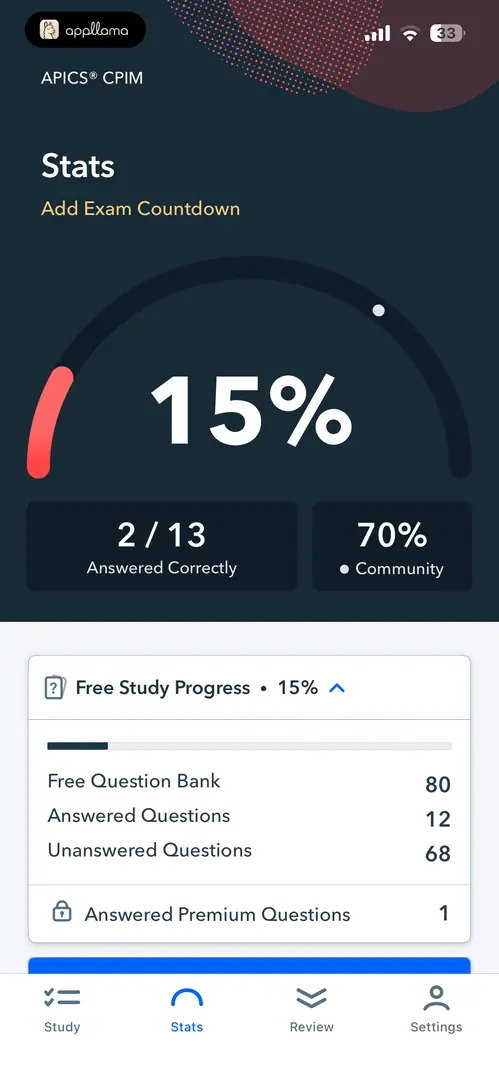 appllama
33
APICS® CPIM
Stats
Add Exam Countdown
15%
2 / 13
Answered Correctly
70%
Community
Free Study Progress • 15%
Free Question Bank 80
Answered Questions 12
Unanswered Questions 68
Answered Premium Questions 1
Study Stats Review Settings